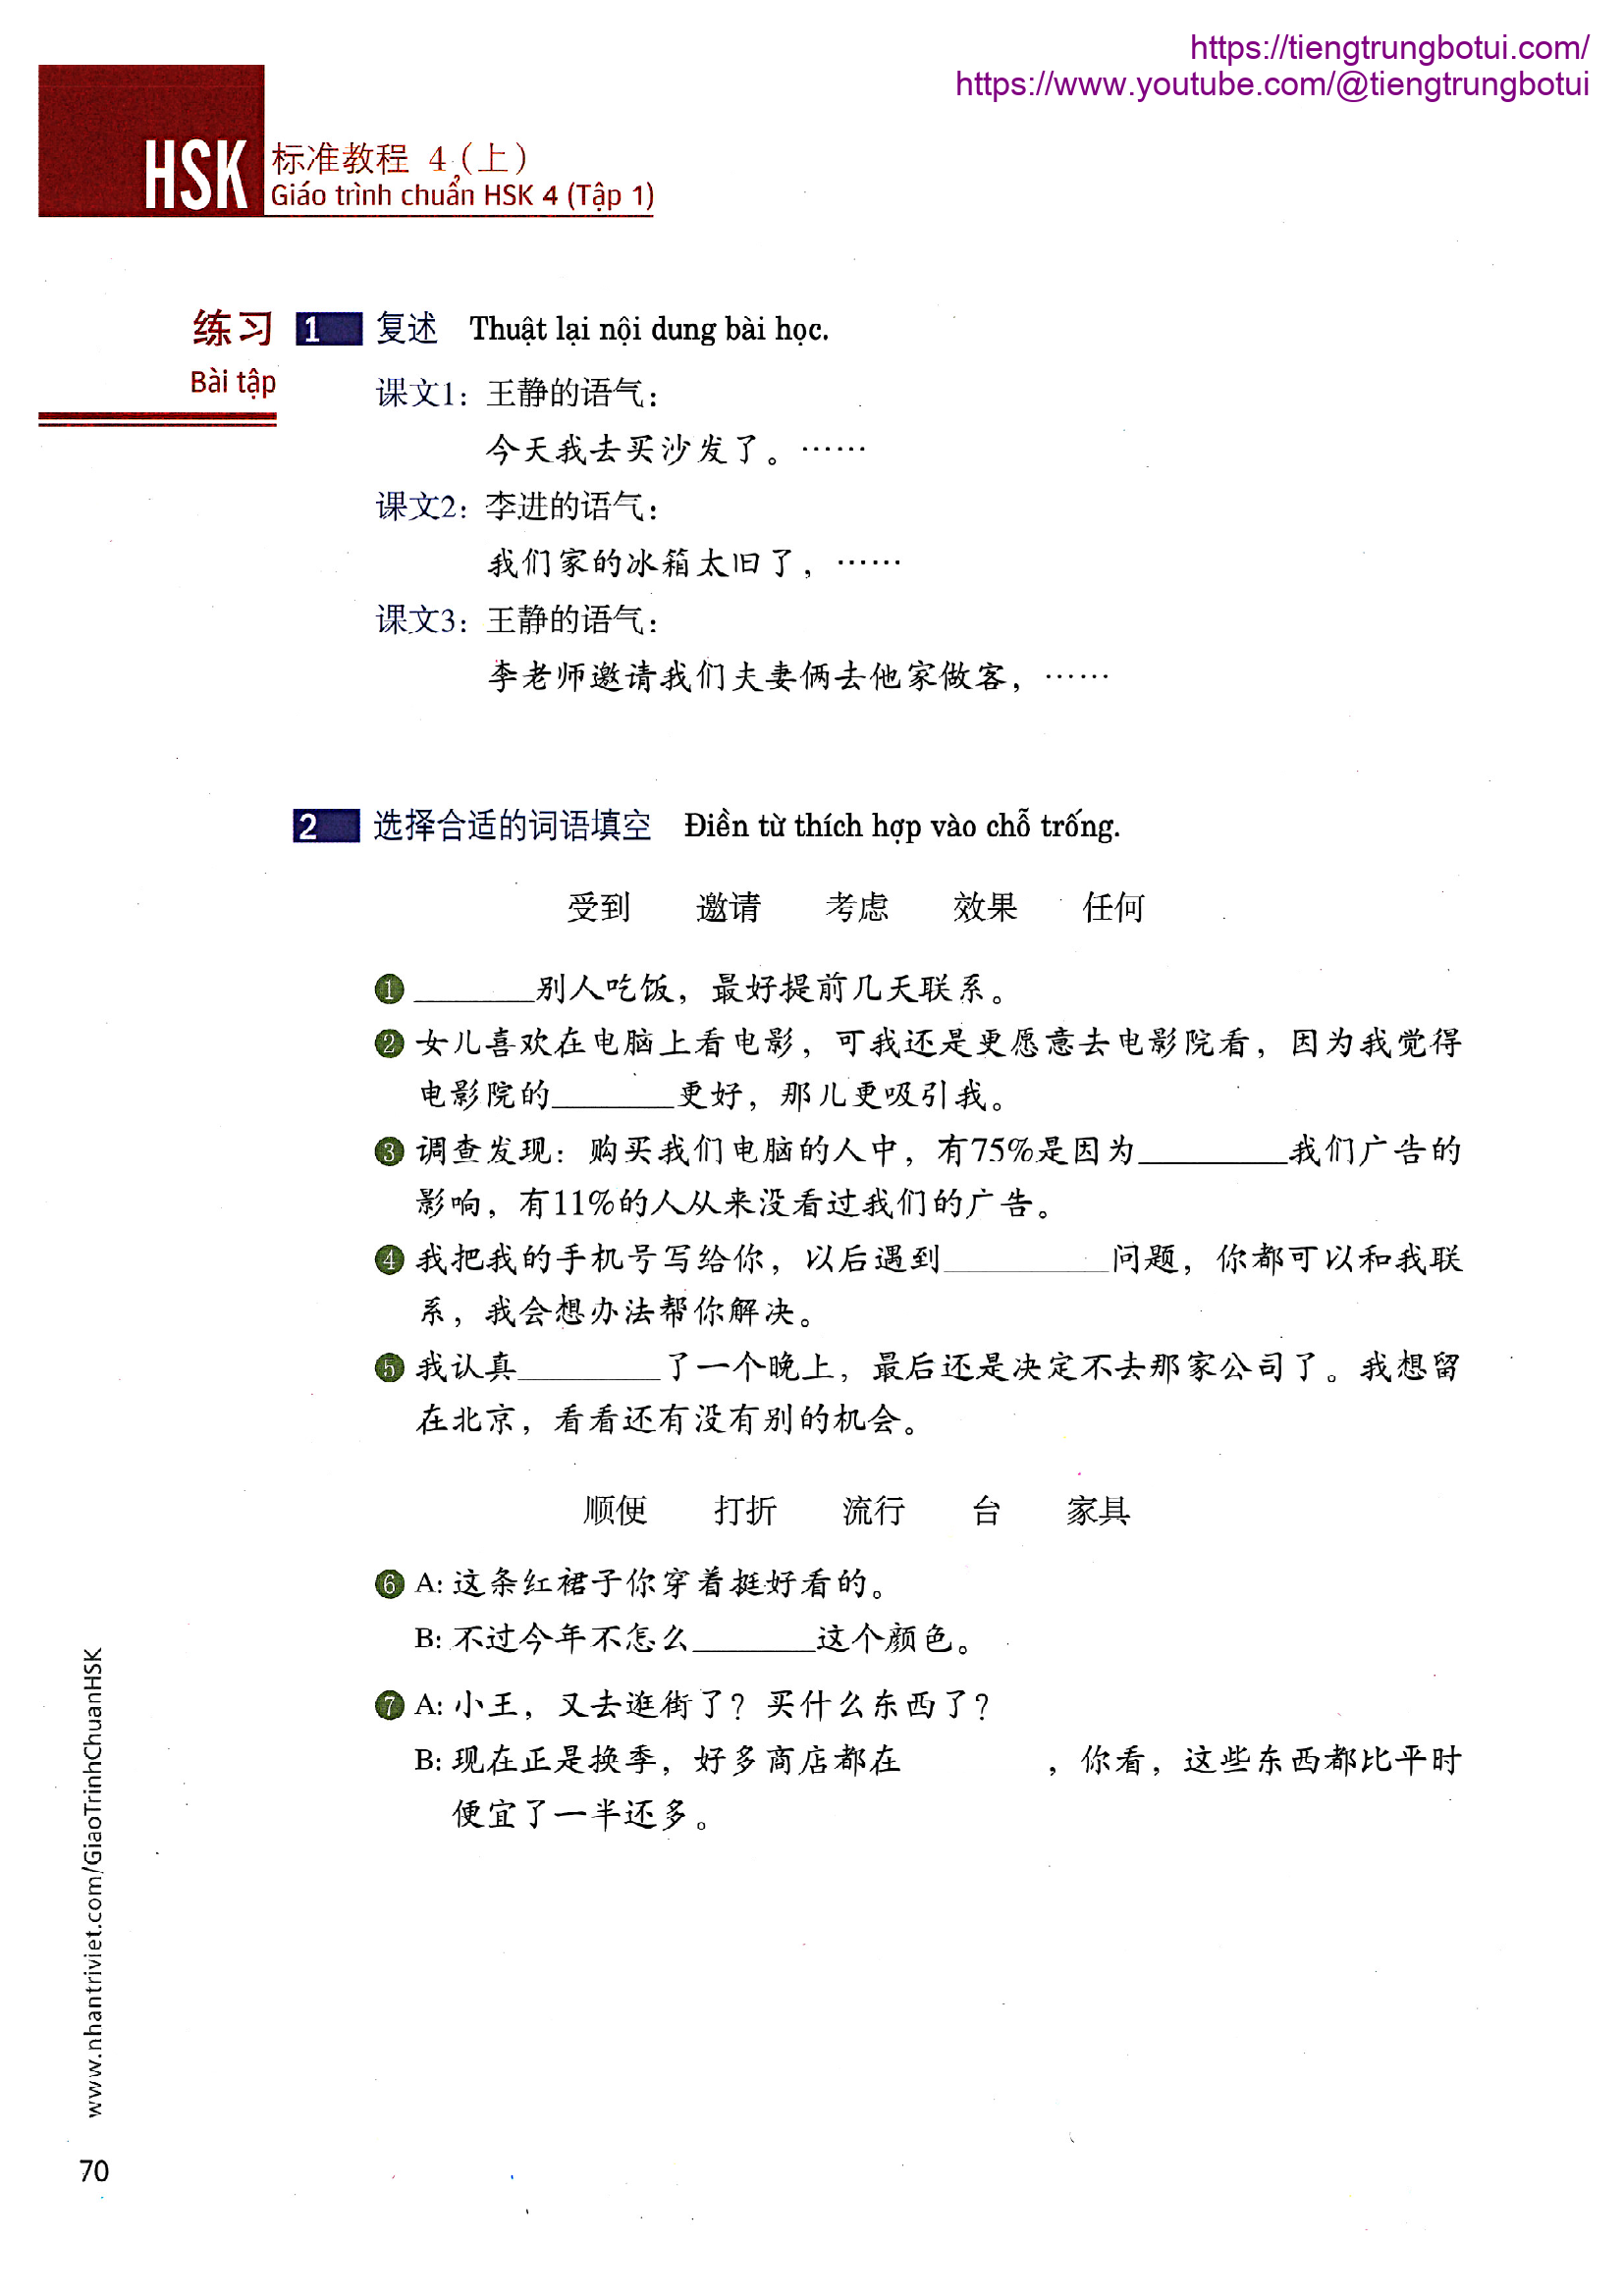 https://tiengtrungbotui.com/
https://www.youtube.com/@tiengtrungbotui
HSK 标准教程 4 (上)
Giáo trình chuẩn HSK 4 (Tập 1)
练习 1 复述 Thuật lại nội dung bài học.
Bài tập
课文1: 王静的语气:
今天我去买沙发了。……
课文2: 李进的语气:
我们家的冰箱太旧了, ……
课文3: 王静的语气:
李老师邀请我们夫妻俩去他家做客, ……
2 选择合适的词语填空 Điền từ thích hợp vào chỗ trống.
受到 邀请 考虑 效果 任何
1 ______别人吃饭, 最好提前几天联系。
2 女儿喜欢在电脑上看电影, 可我还是更愿意去电影院看, 因为我觉得
电影院的______更好, 那儿更吸引我。
3 调查发现: 购买我们电脑的人中, 有75%是因为______我们广告的
影响, 有11%的人从来没看过我们的广告。
4 我把我的手机号写给你, 以后遇到______问题, 你都可以和我联
系, 我会想办法帮你解决。
5 我认真______了一个晚上, 最后还是决定不去那家公司了。我想留
在北京, 看看还有没有别的机会。
顺便 打折 流行 台 家具
6 A: 这条红裙子你穿着挺好看的。
B: 不过今年不怎么______这个颜色。
7 A: 小王, 又去逛街了? 买什么东西了?
B: 现在正是换季, 好多商店都在 , 你看, 这些东西都比平时
便宜了一半还多。
www.nhantriviet.com/GiaoTrinhChuanHSK
70